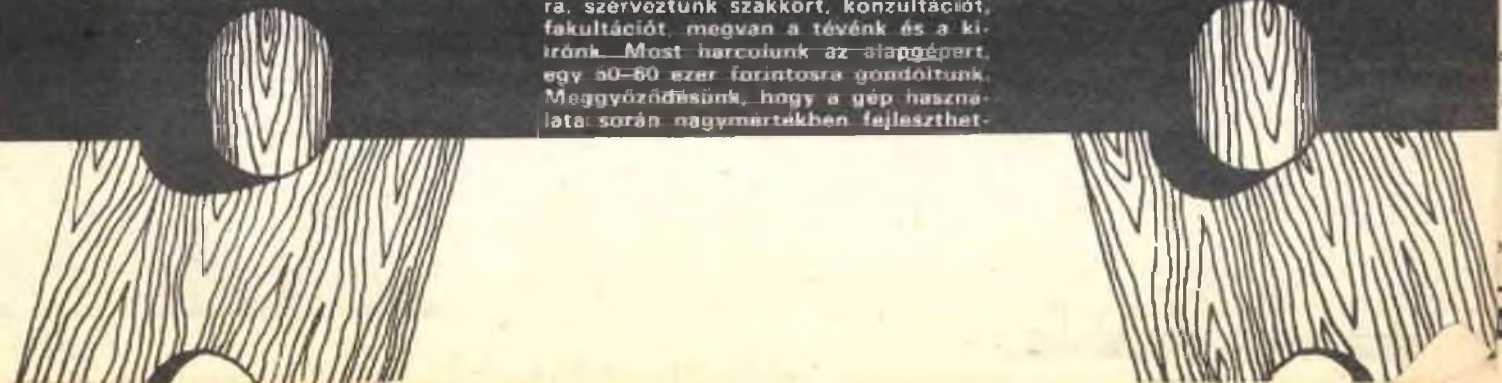 ra, szerveztünk szakkört, konzultációt,
fakultációt, megvan a tévénk és a ki-
írónk. Most harcolunk az alapgépért,
egy 50–60 ezer forintosra gondoltunk.
Meggyőződésünk, hogy a gép haszná-
lata során nagymértékben fejleszthet-